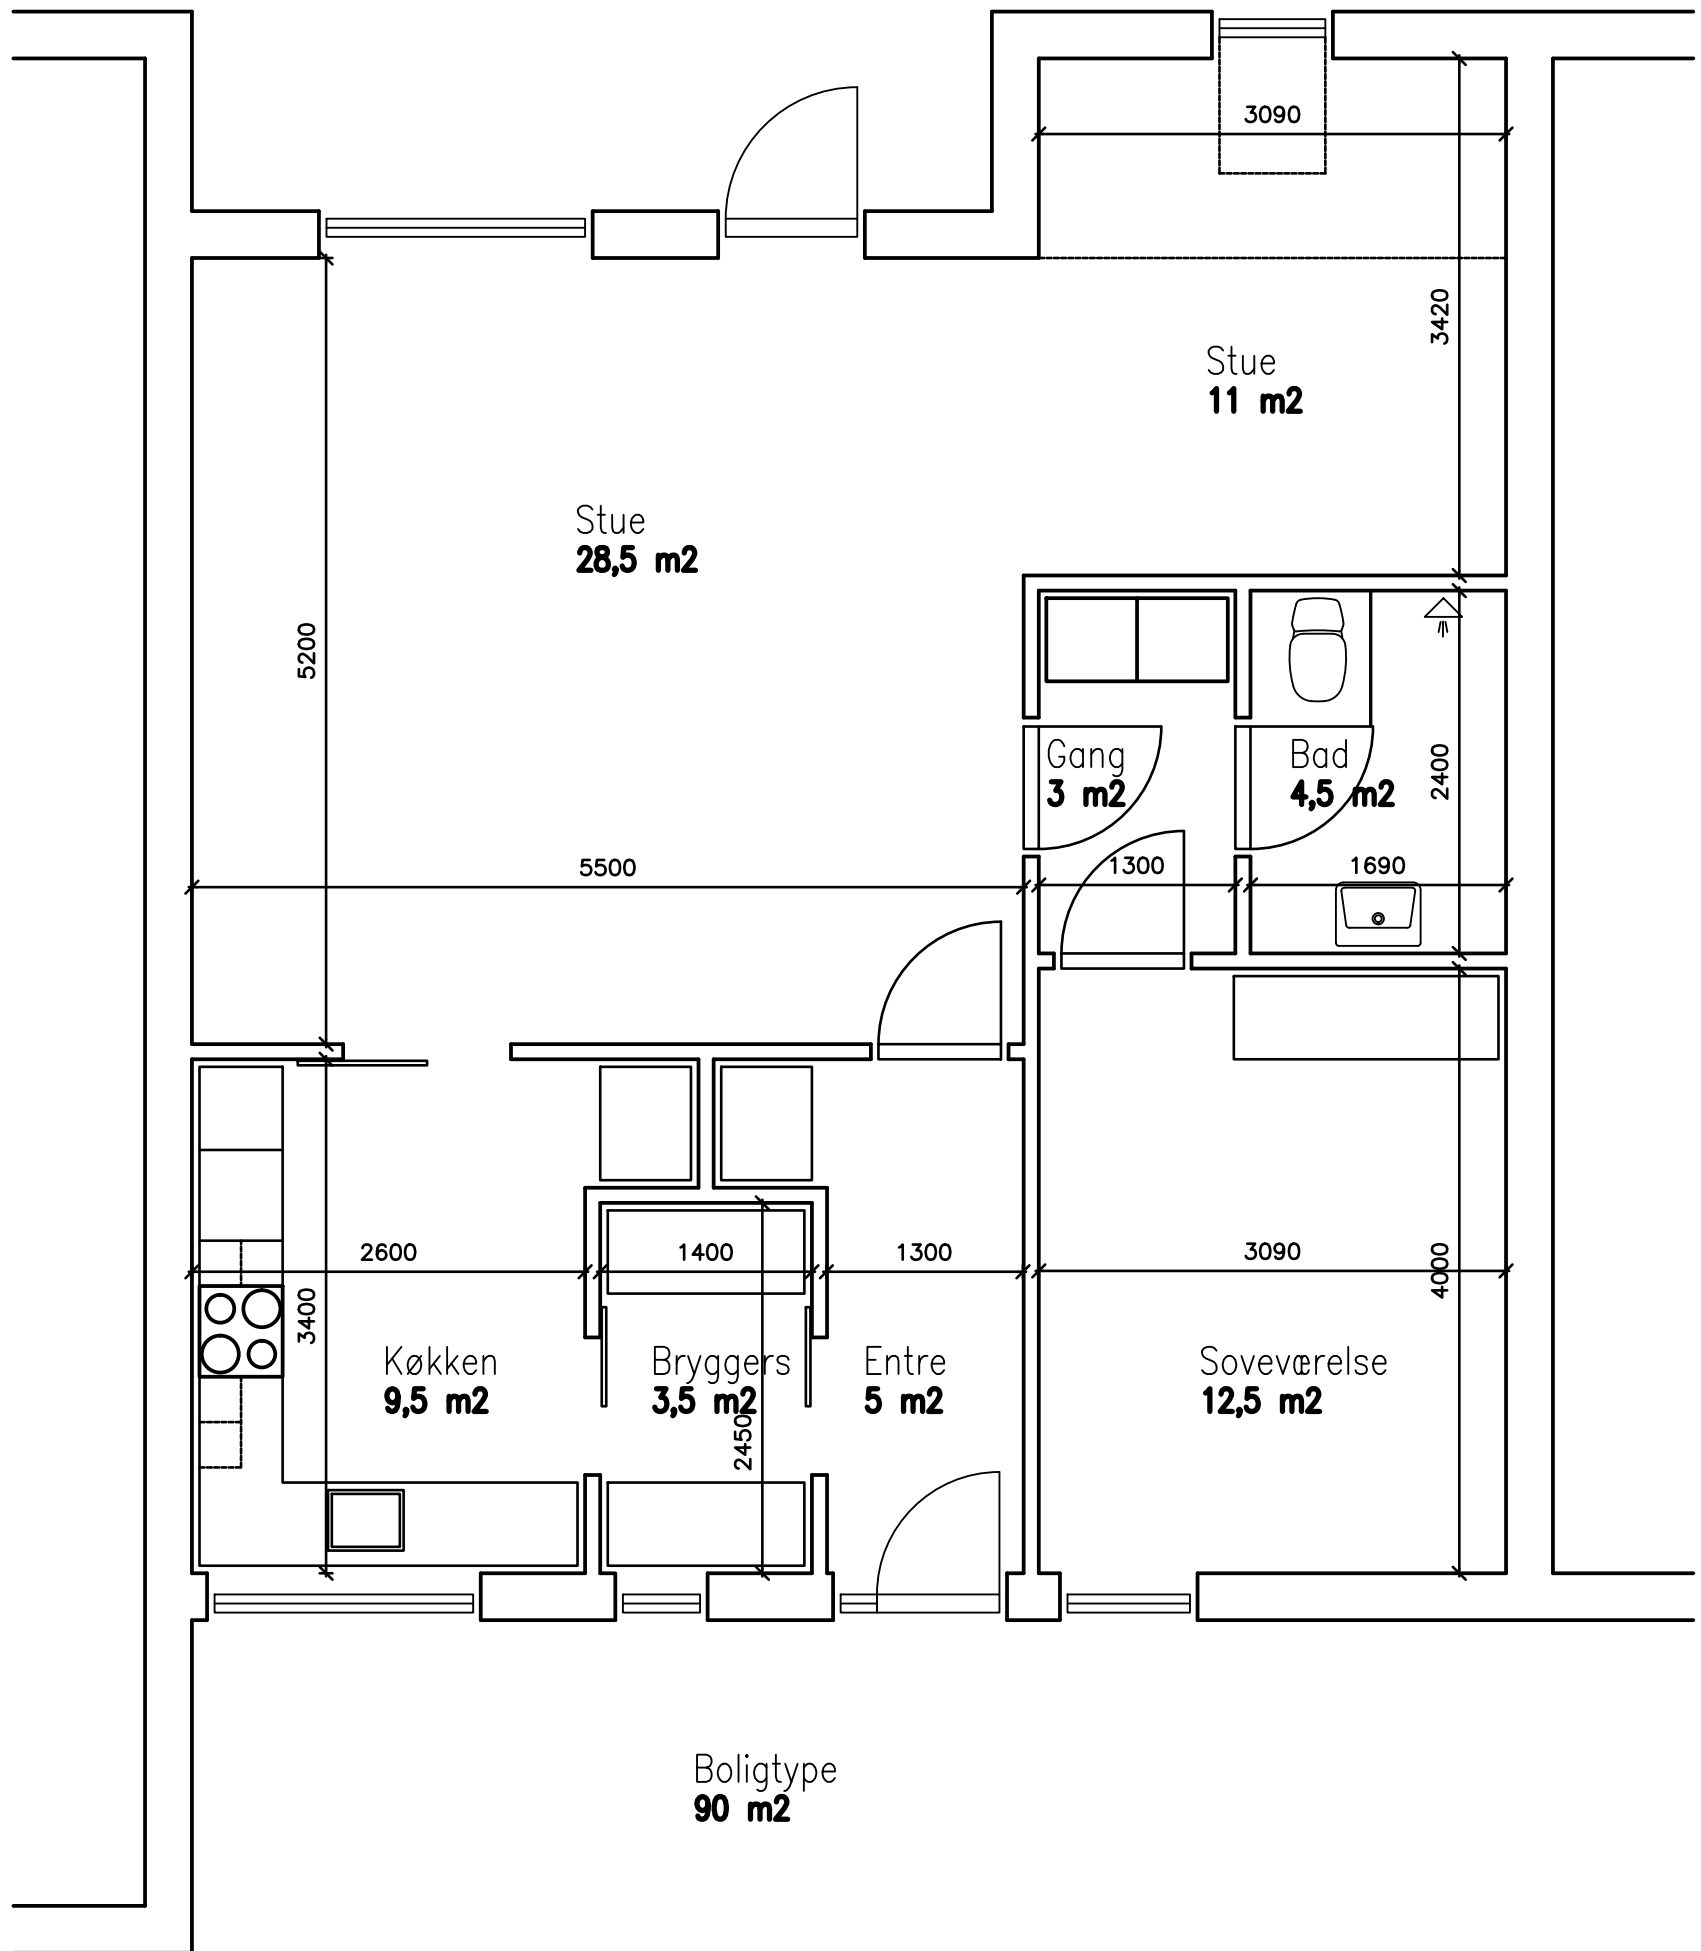 3090
3420
Stue
11 m2
Stue
28,5 m2
5200
Gang
3 m2
Bad
4,5 m2
2400
5500
1300
1690
2600
1400
1300
3090
4000
3400
Køkken
9,5 m2
Bryggers
3,5 m2
Entre
5 m2
Soveværelse
12,5 m2
2450
Boligtype
90 m2